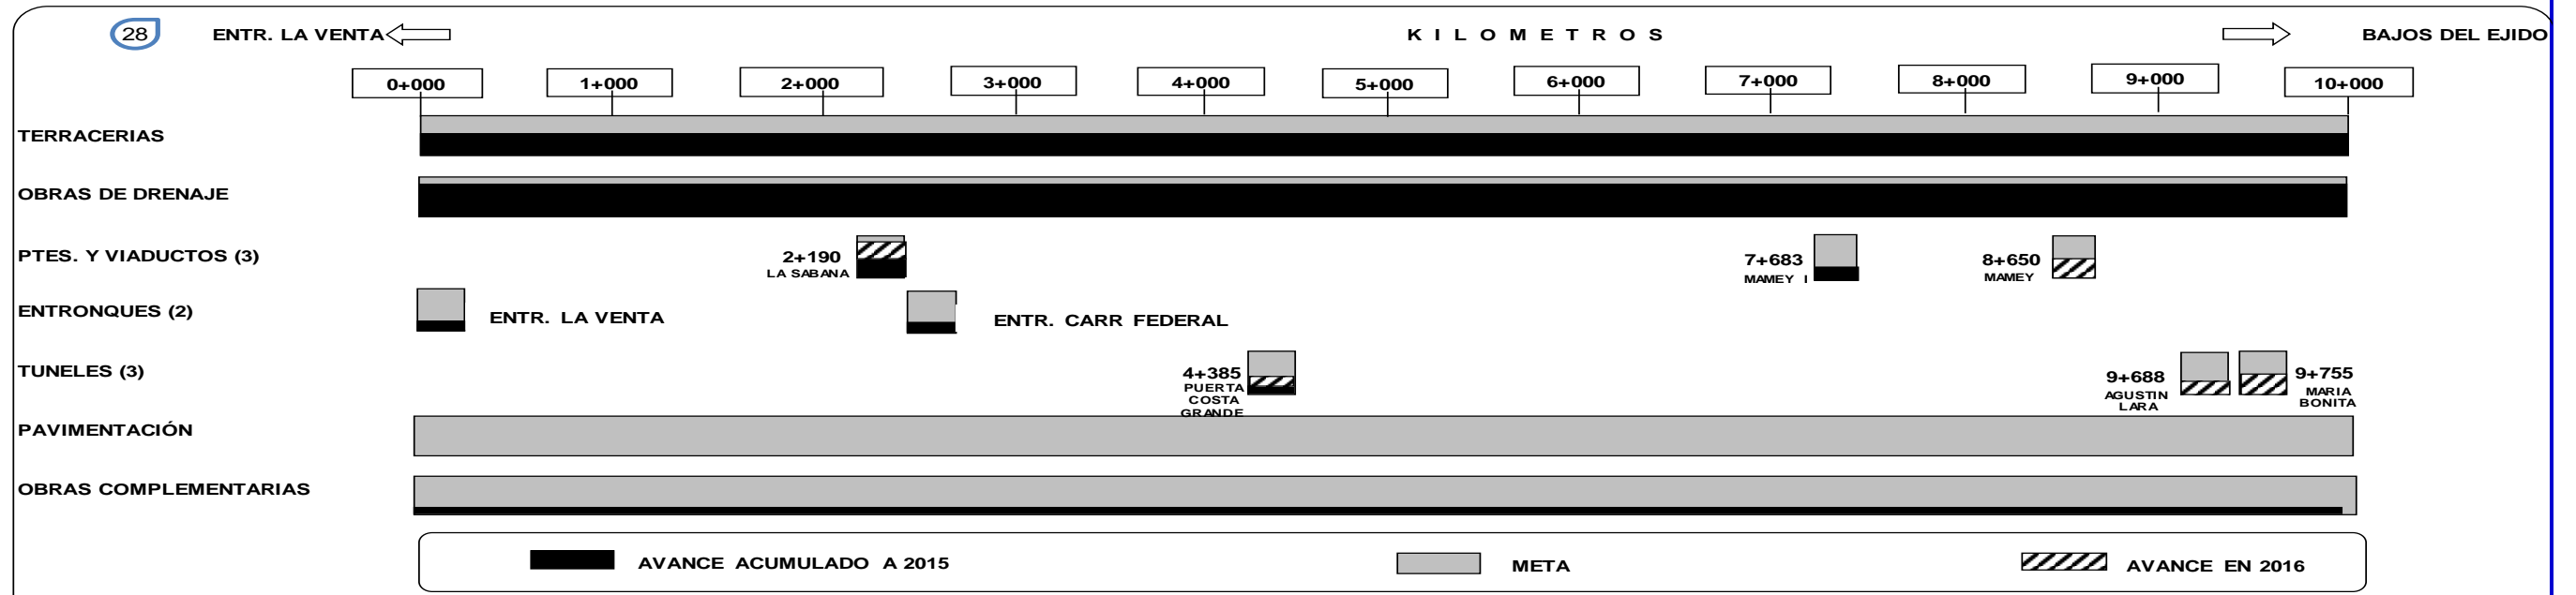 28
ENTR. LA VENTA
K I L O M E T R O S
BAJOS DEL EJIDO
0+000
1+000
2+000
3+000
4+000
5+000
6+000
7+000
8+000
9+000
10+000
TERRACERIAS
OBRAS DE DRENAJE
PTES. Y VIADUCTOS (3)
2+190
LA SABANA
7+683
MAMEY I
8+650
MAMEY
ENTRONQUES (2)
ENTR. LA VENTA
ENTR. CARR FEDERAL
TUNELES (3)
4+385
PUERTA
COSTA
GRANDE
9+688
AGUSTIN
LARA
9+755
MARIA
BONITA
PAVIMENTACIÓN
OBRAS COMPLEMENTARIAS
AVANCE ACUMULADO A 2015
META
AVANCE EN 2016